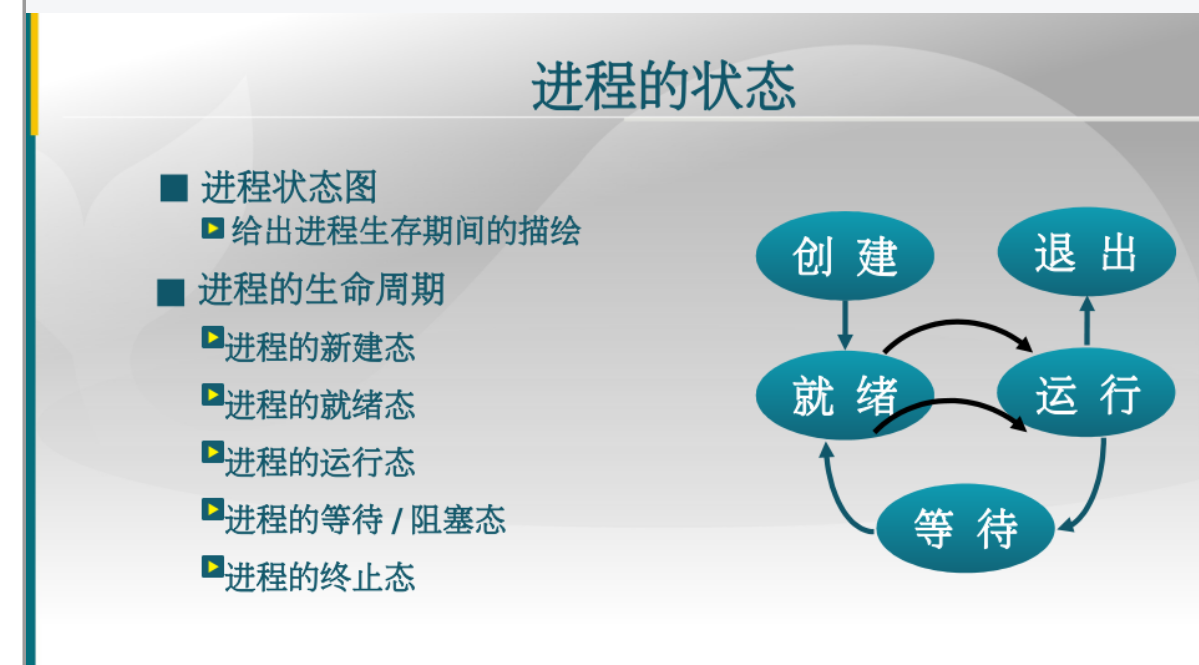 进程的状态
进程状态图
给出进程生存期间的描绘
进程的生命周期
进程的新建态
进程的就绪态
进程的运行态
进程的等待 / 阻塞态
进程的终止态
创 建
退 出
就 绪
运 行
等 待